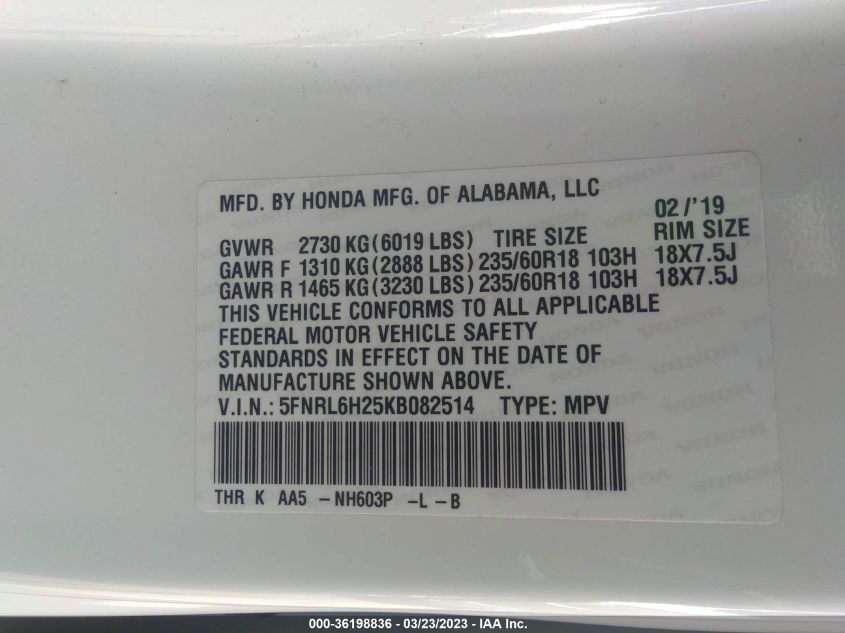 MFD. BY HONDA MFG. OF ALABAMA, LLC
02/'19
GVWR 2730 KG (6019 LBS) TIRE SIZE RIM SIZE
GAWR F 1310 KG (2888 LBS) 235/60R18 103H 18X7.5J
GAWR R 1465 KG (3230 LBS) 235/60R18 103H 18X7.5J
THIS VEHICLE CONFORMS TO ALL APPLICABLE
FEDERAL MOTOR VEHICLE SAFETY
STANDARDS IN EFFECT ON THE DATE OF
MANUFACTURE SHOWN ABOVE.
V.I.N.: 5FNRL6H25KB082514 TYPE: MPV
THR K AA5 -NH603P -L -B
000-36198836 - 03/23/2023 - IAA Inc.